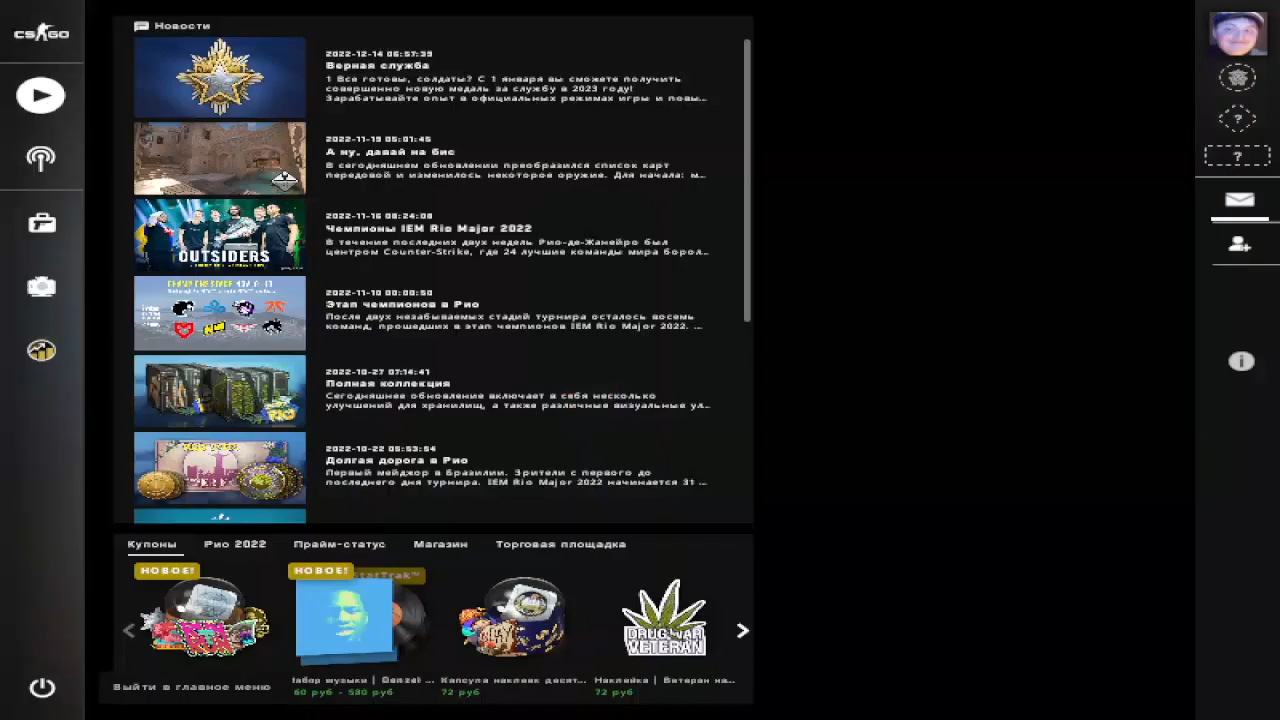 CS GO
Новости
2022-12-14 06:57:39
Верная служба
1 Все готовы, солдаты? С 1 января вы сможете получить
совершенно новую медаль за службу в 2023 году!
Зарабатывайте опыт в официальных режимах игры и повы...
2022-11-19 05:01:45
А ну, давай на бис
В сегодняшнем обновлении преобразился список карт
передовой и изменилось некоторое оружие. Для начала: м...
2022-11-16 08:24:08
Чемпионы IEM Rio Major 2022
В течение последних двух недель Рио-де-Жанейро был
центром Counter-Strike, где 24 лучшие команды мира борол...
OUTSIDERS
2022-11-10 00:00:50
Этап чемпионов в Рио
После двух незабываемых стадий турнира осталось восемь
команд, прошедших в этап чемпионов IEM Rio Major 2022. ...
2022-10-27 07:14:41
Полная коллекция
Сегодняшнее обновление включает в себя несколько
улучшений для хранилищ, а также различные визуальные ул...
RIO
2022-10-22 05:53:54
Долгая дорога в Рио
Первый мейджор в Бразилии. Зрители с первого до
последнего дня турнира. IEM Rio Major 2022 начинается 31 ...
Купоны
Рио 2022
Прайм-статус
Магазин
Торговая площадка
НОВОЕ!
НОВОЕ!
StatTrak™
DRUG WAR
VETERAN
Набор музыки | Denzel ...
Капсула наклеек десят...
Наклейка | Ветеран на...
60 руб - 580 руб
72 руб
72 руб
Выйти в главное меню
?
?